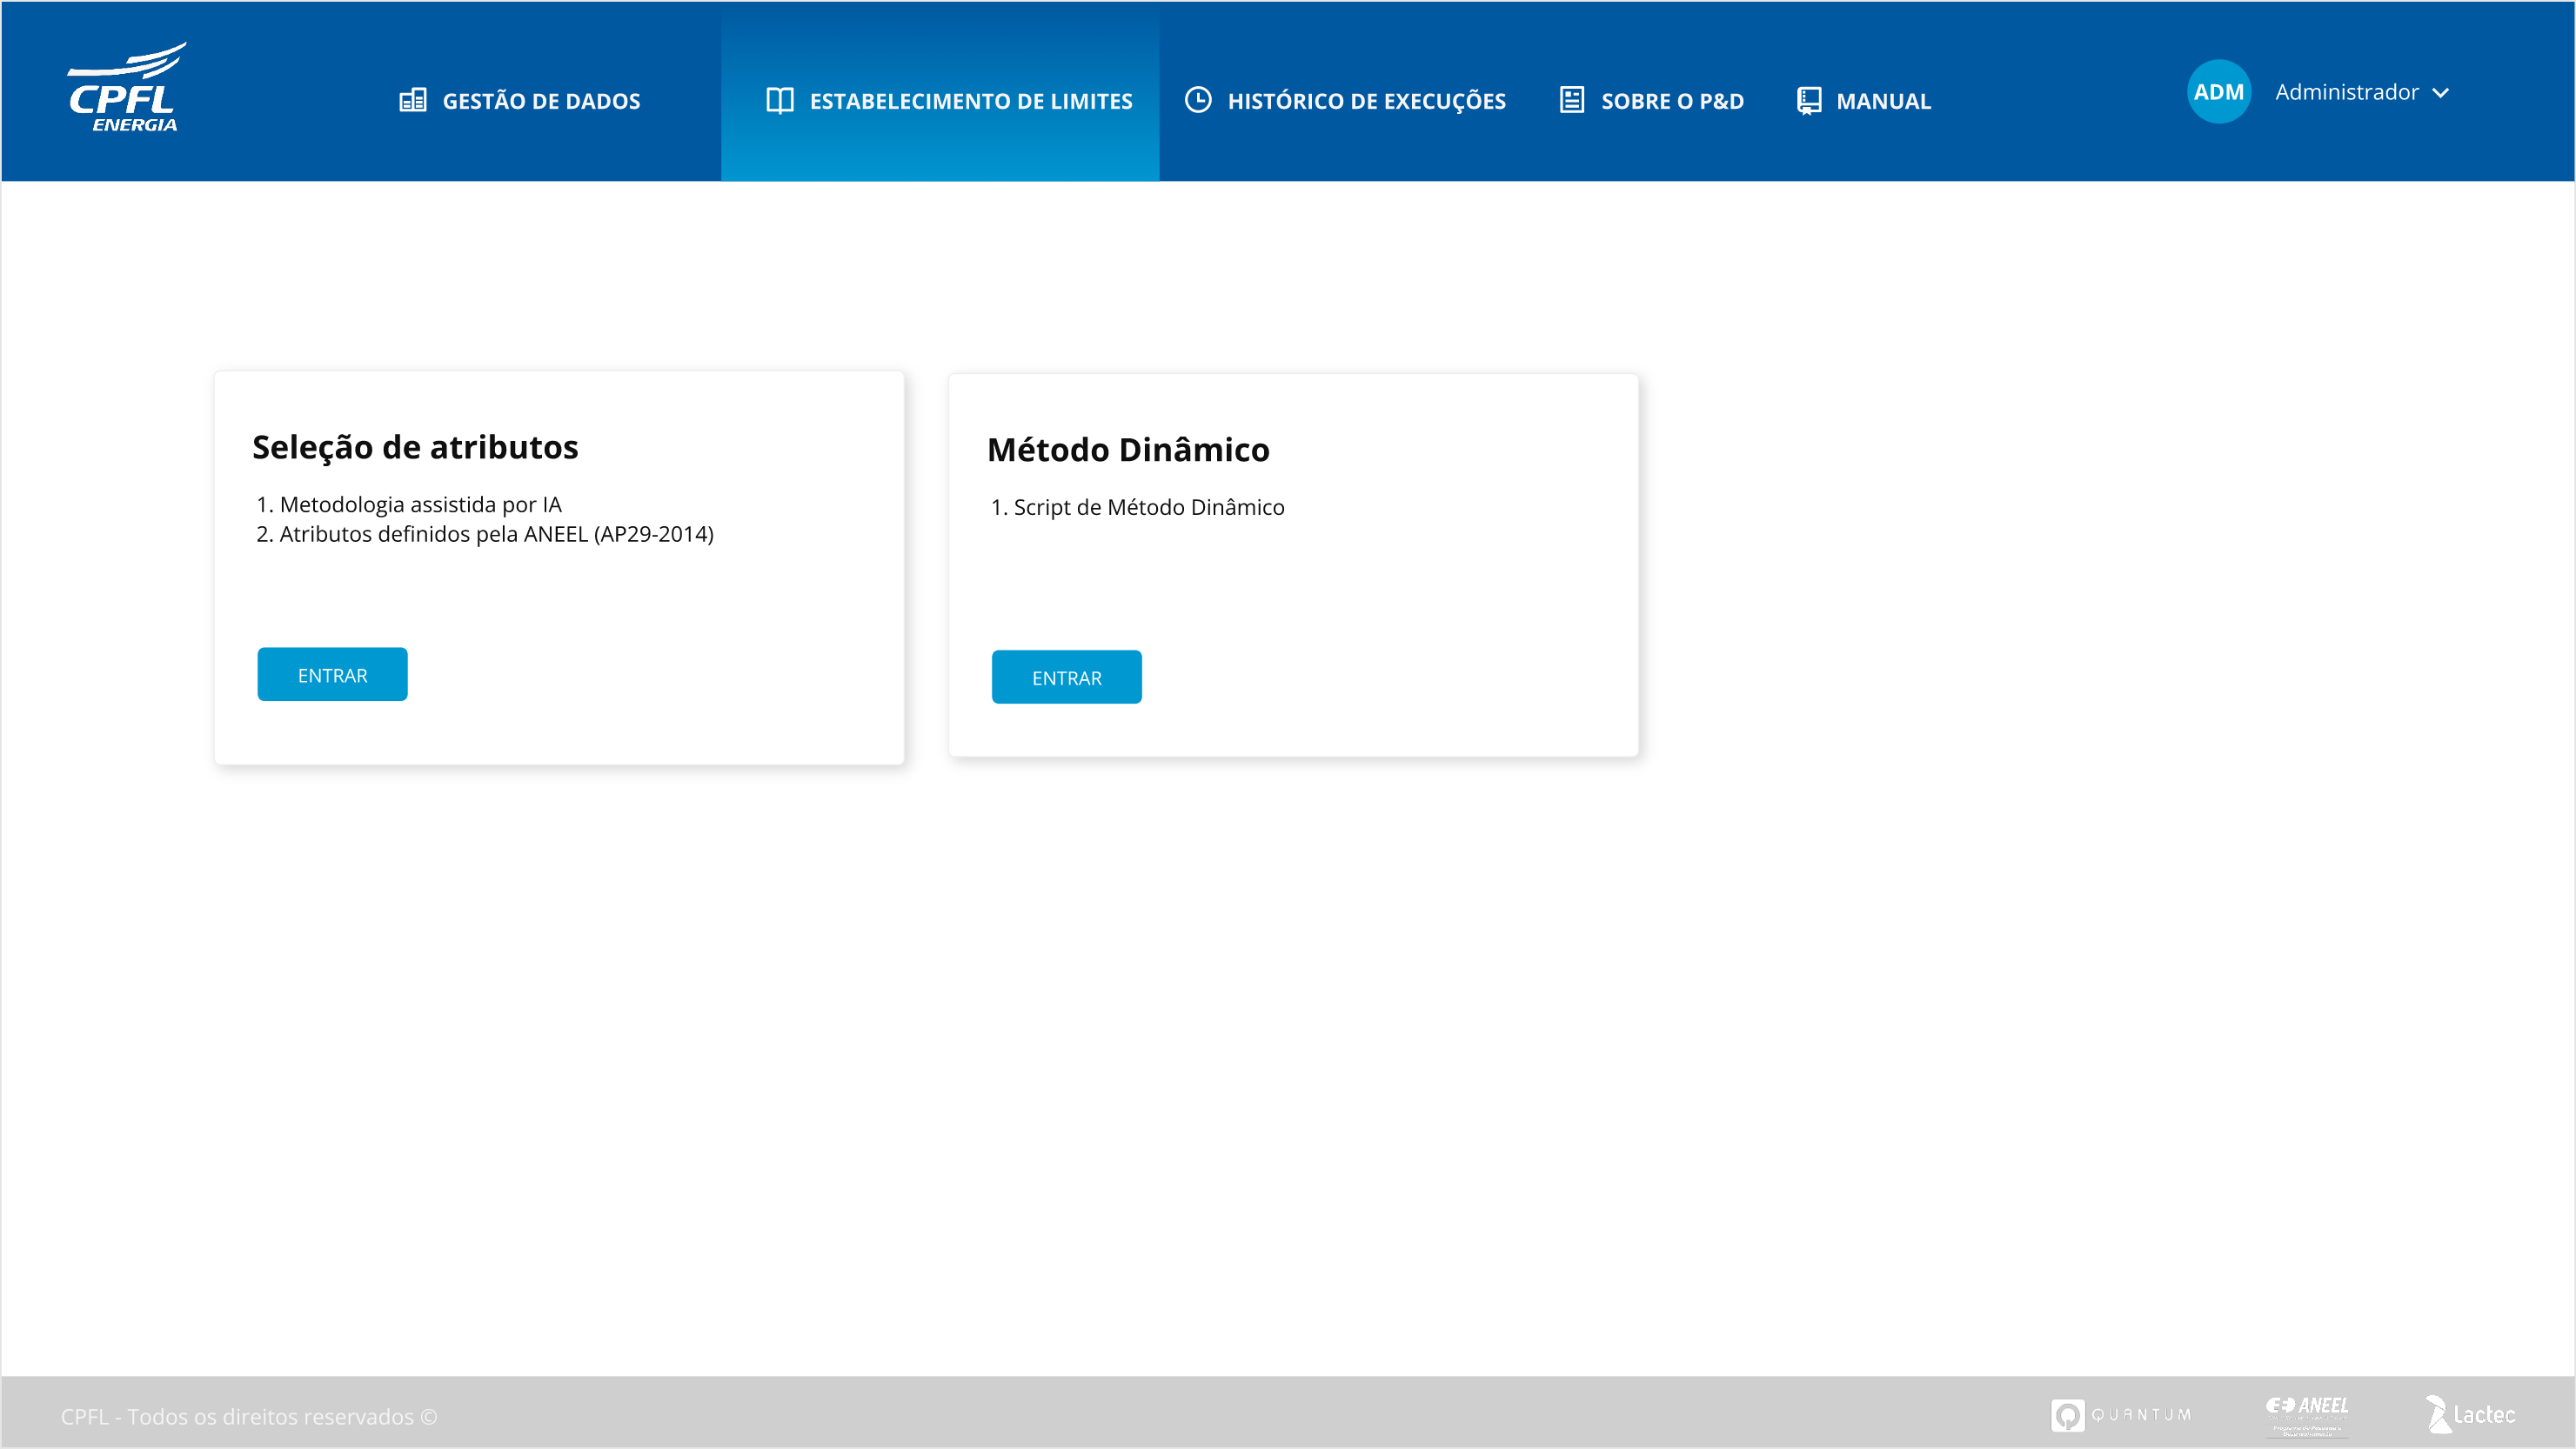 CPFL
ENERGIA
GESTÃO DE DADOS
ESTABELECIMENTO DE LIMITES
HISTÓRICO DE EXECUÇÕES
SOBRE O P&D
MANUAL
ADM
Administrador
Seleção de atributos
1. Metodologia assistida por IA
2. Atributos definidos pela ANEEL (AP29-2014)
ENTRAR
Método Dinâmico
1. Script de Método Dinâmico
ENTRAR
CPFL - Todos os direitos reservados ©
QUANTUM
ANEEL
Lactec